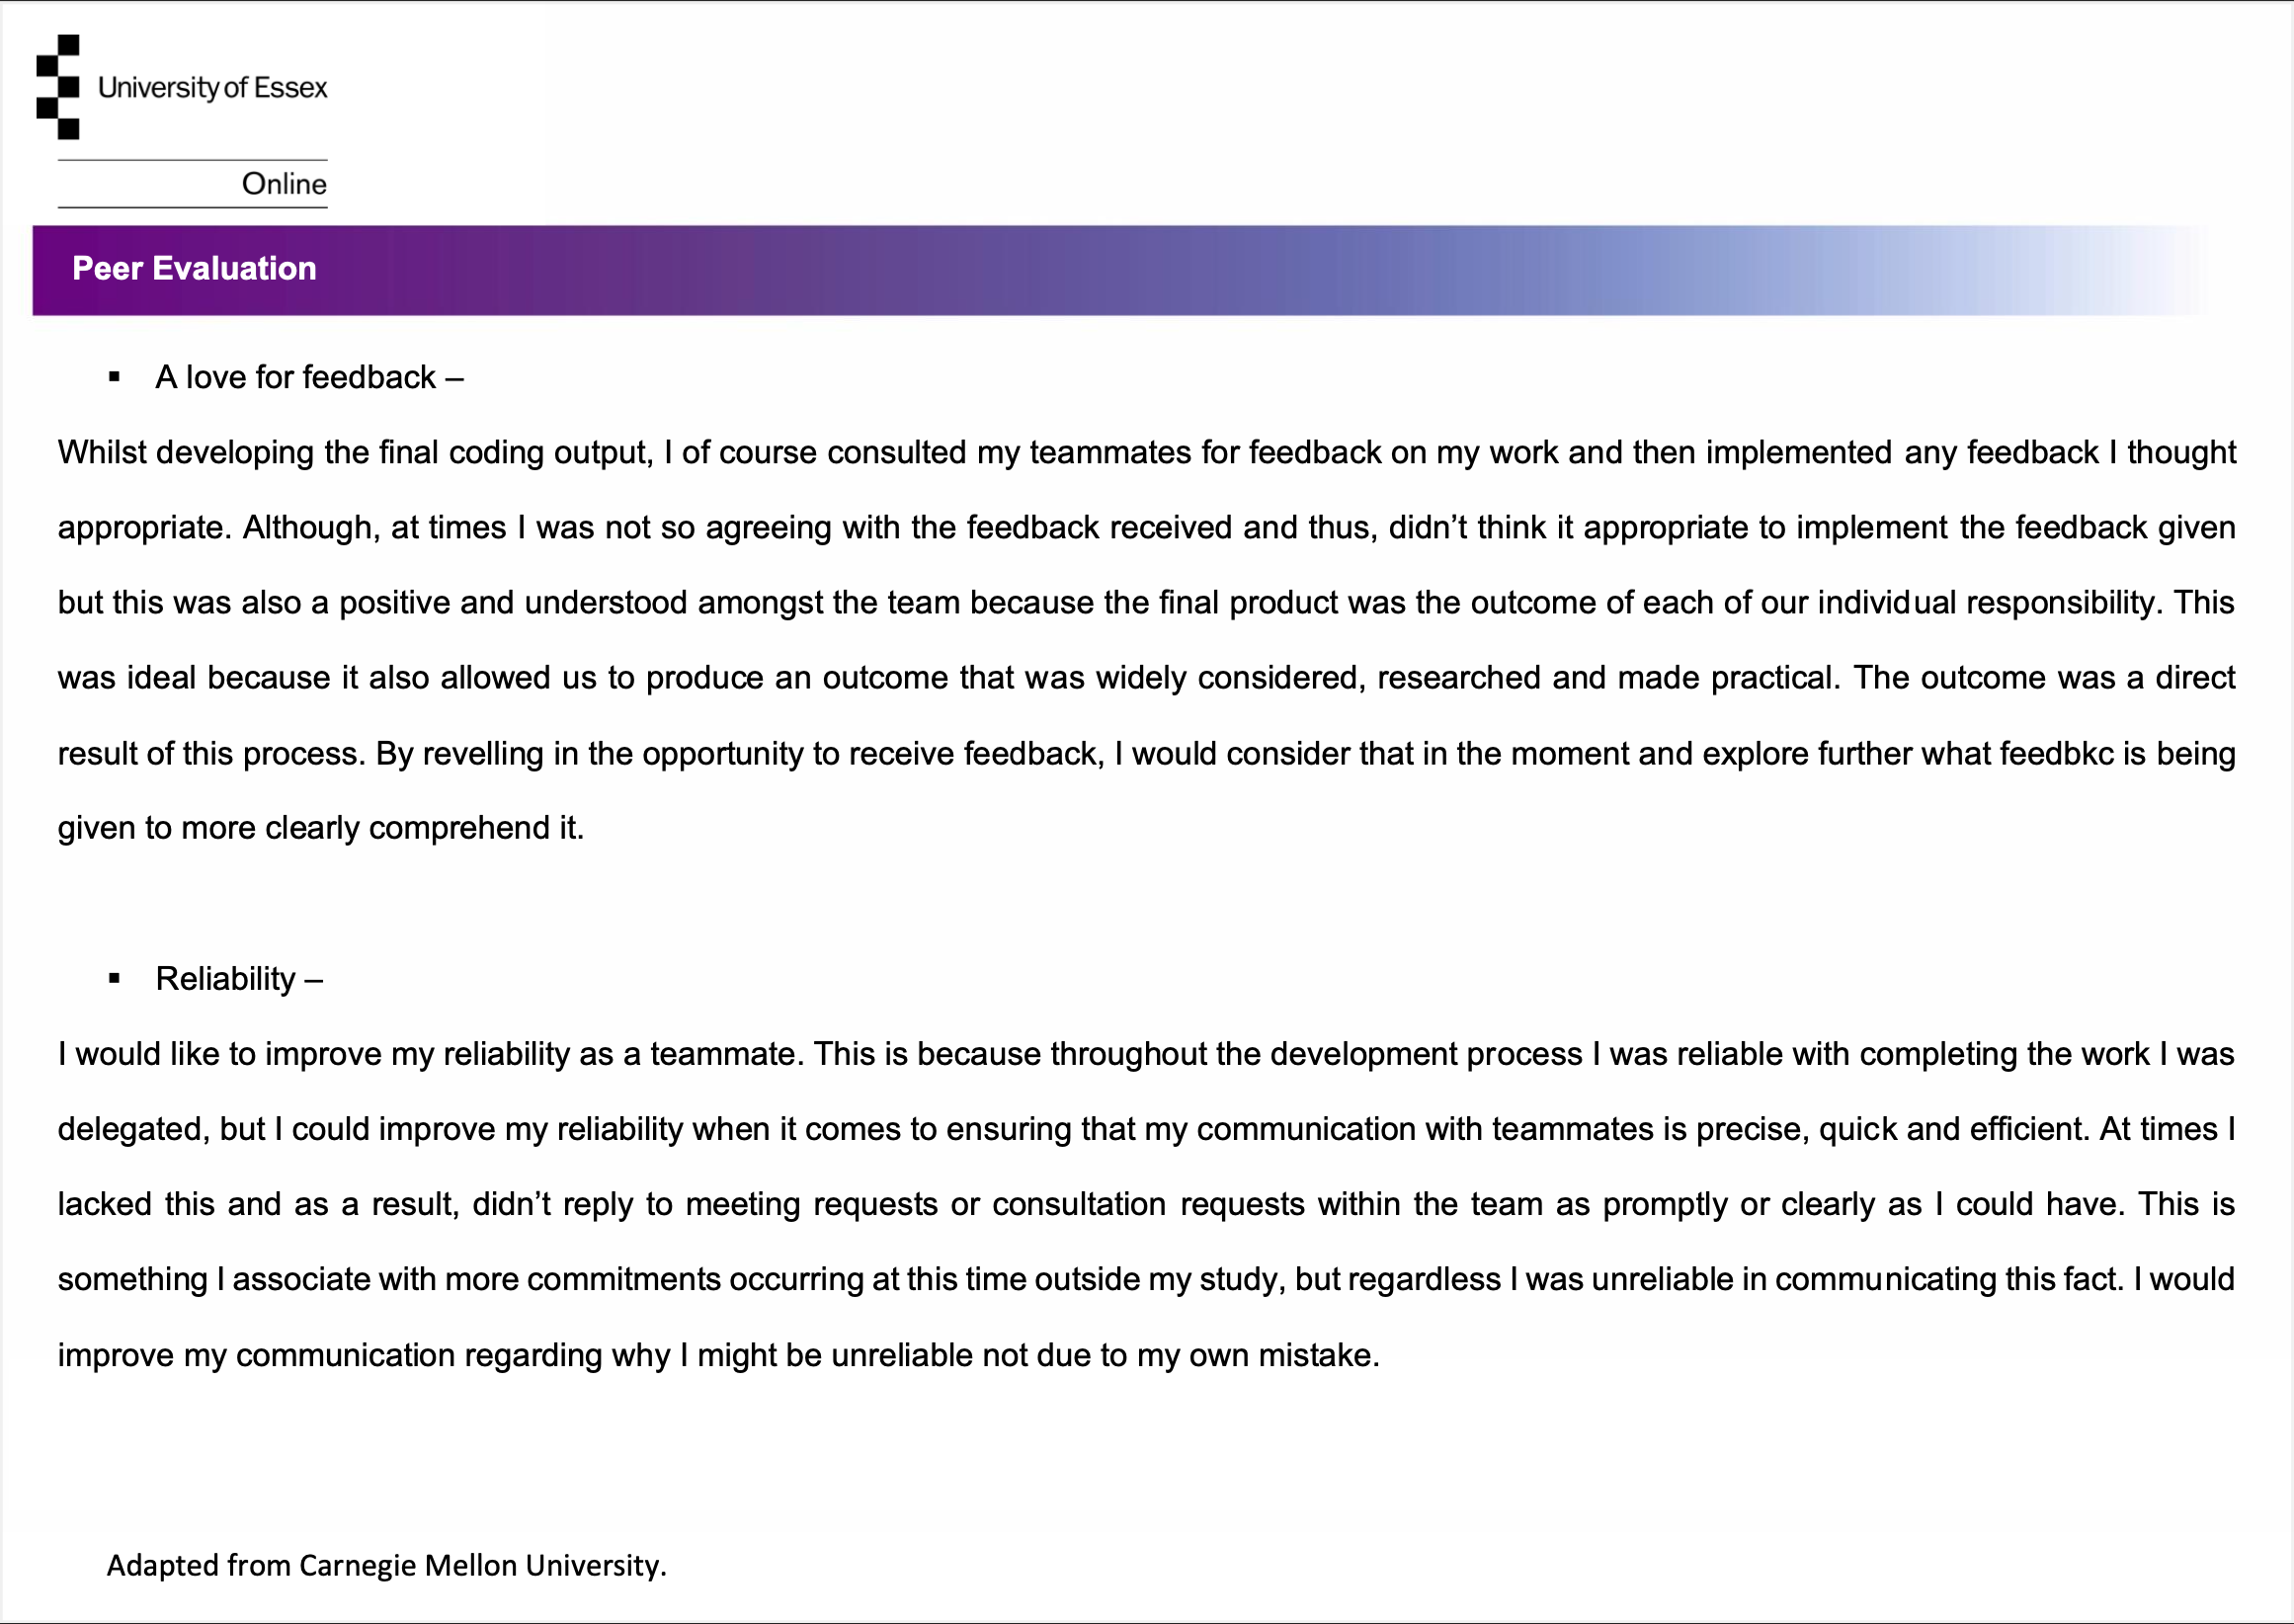 University of Essex
Online
Peer Evaluation
▪ A love for feedback –
Whilst developing the final coding output, I of course consulted my teammates for feedback on my work and then implemented any feedback I thought
appropriate. Although, at times I was not so agreeing with the feedback received and thus, didn’t think it appropriate to implement the feedback given
but this was also a positive and understood amongst the team because the final product was the outcome of each of our individual responsibility. This
was ideal because it also allowed us to produce an outcome that was widely considered, researched and made practical. The outcome was a direct
result of this process. By revelling in the opportunity to receive feedback, I would consider that in the moment and explore further what feedbkc is being
given to more clearly comprehend it.
▪ Reliability –
I would like to improve my reliability as a teammate. This is because throughout the development process I was reliable with completing the work I was
delegated, but I could improve my reliability when it comes to ensuring that my communication with teammates is precise, quick and efficient. At times I
lacked this and as a result, didn’t reply to meeting requests or consultation requests within the team as promptly or clearly as I could have. This is
something I associate with more commitments occurring at this time outside my study, but regardless I was unreliable in communicating this fact. I would
improve my communication regarding why I might be unreliable not due to my own mistake.
Adapted from Carnegie Mellon University.